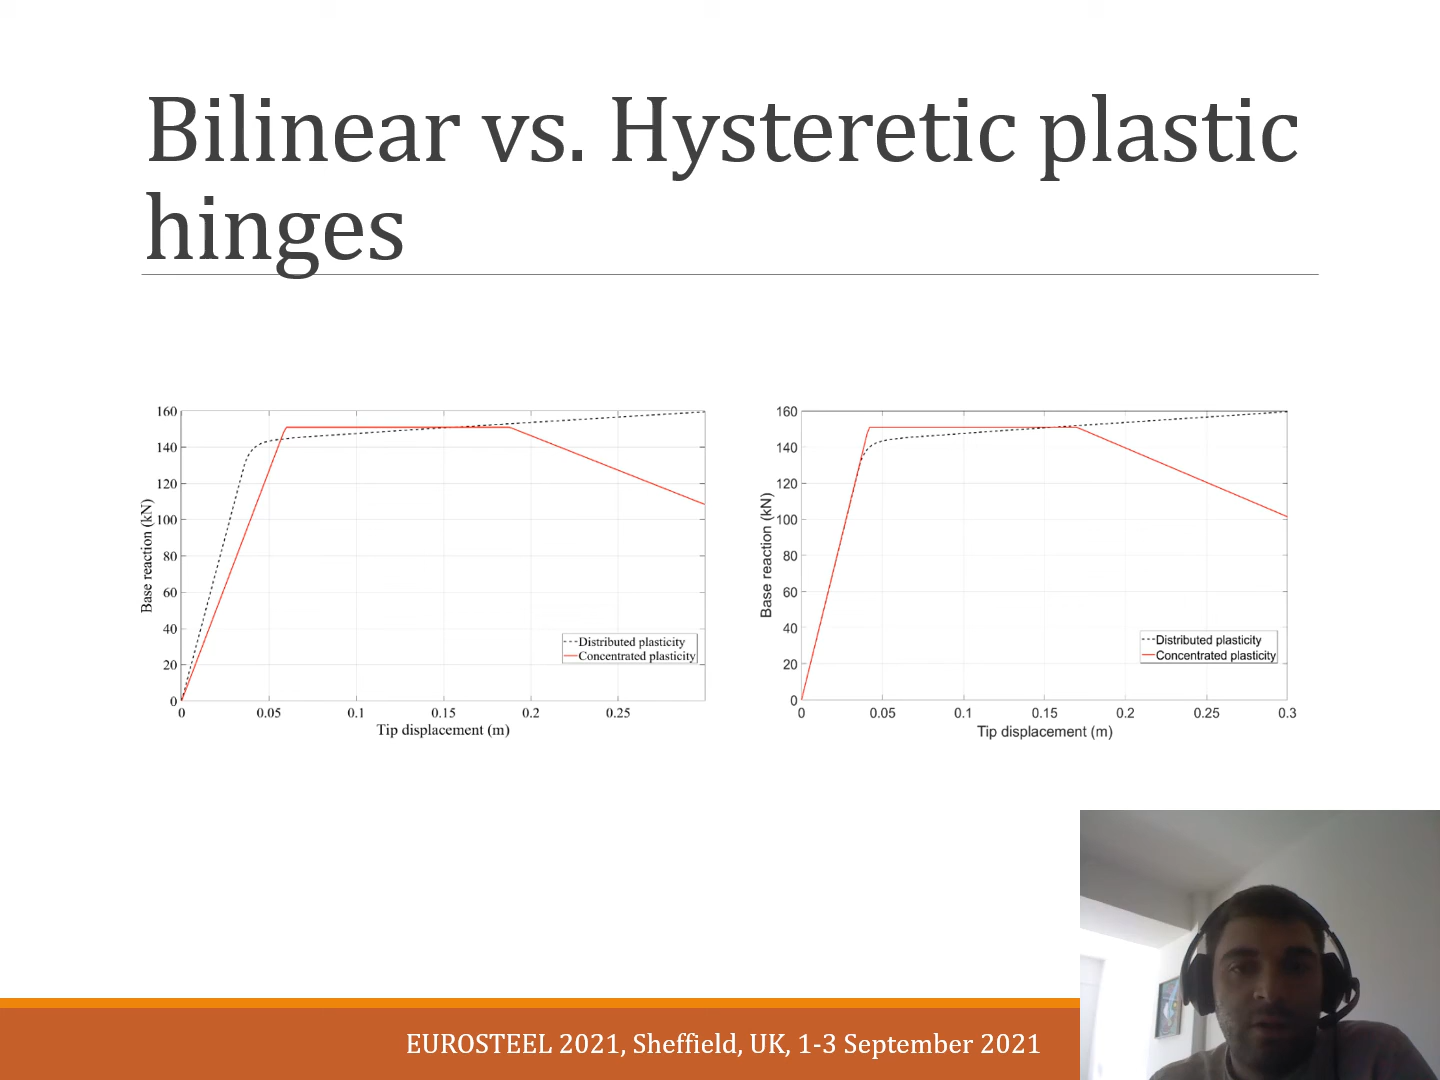 Bilinear vs. Hysteretic plastic
hinges
160
140
120
100
80
60
40
20
0
Base reaction (kN)
0
0.05
0.1
0.15
0.2
0.25
Tip displacement (m)
Distributed plasticity
Concentrated plasticity
160
140
120
100
80
60
40
20
0
Base reaction (kN)
0
0.05
0.1
0.15
0.2
0.25
0.3
Tip displacement (m)
Distributed plasticity
Concentrated plasticity
EUROSTEEL 2021, Sheffield, UK, 1-3 September 2021